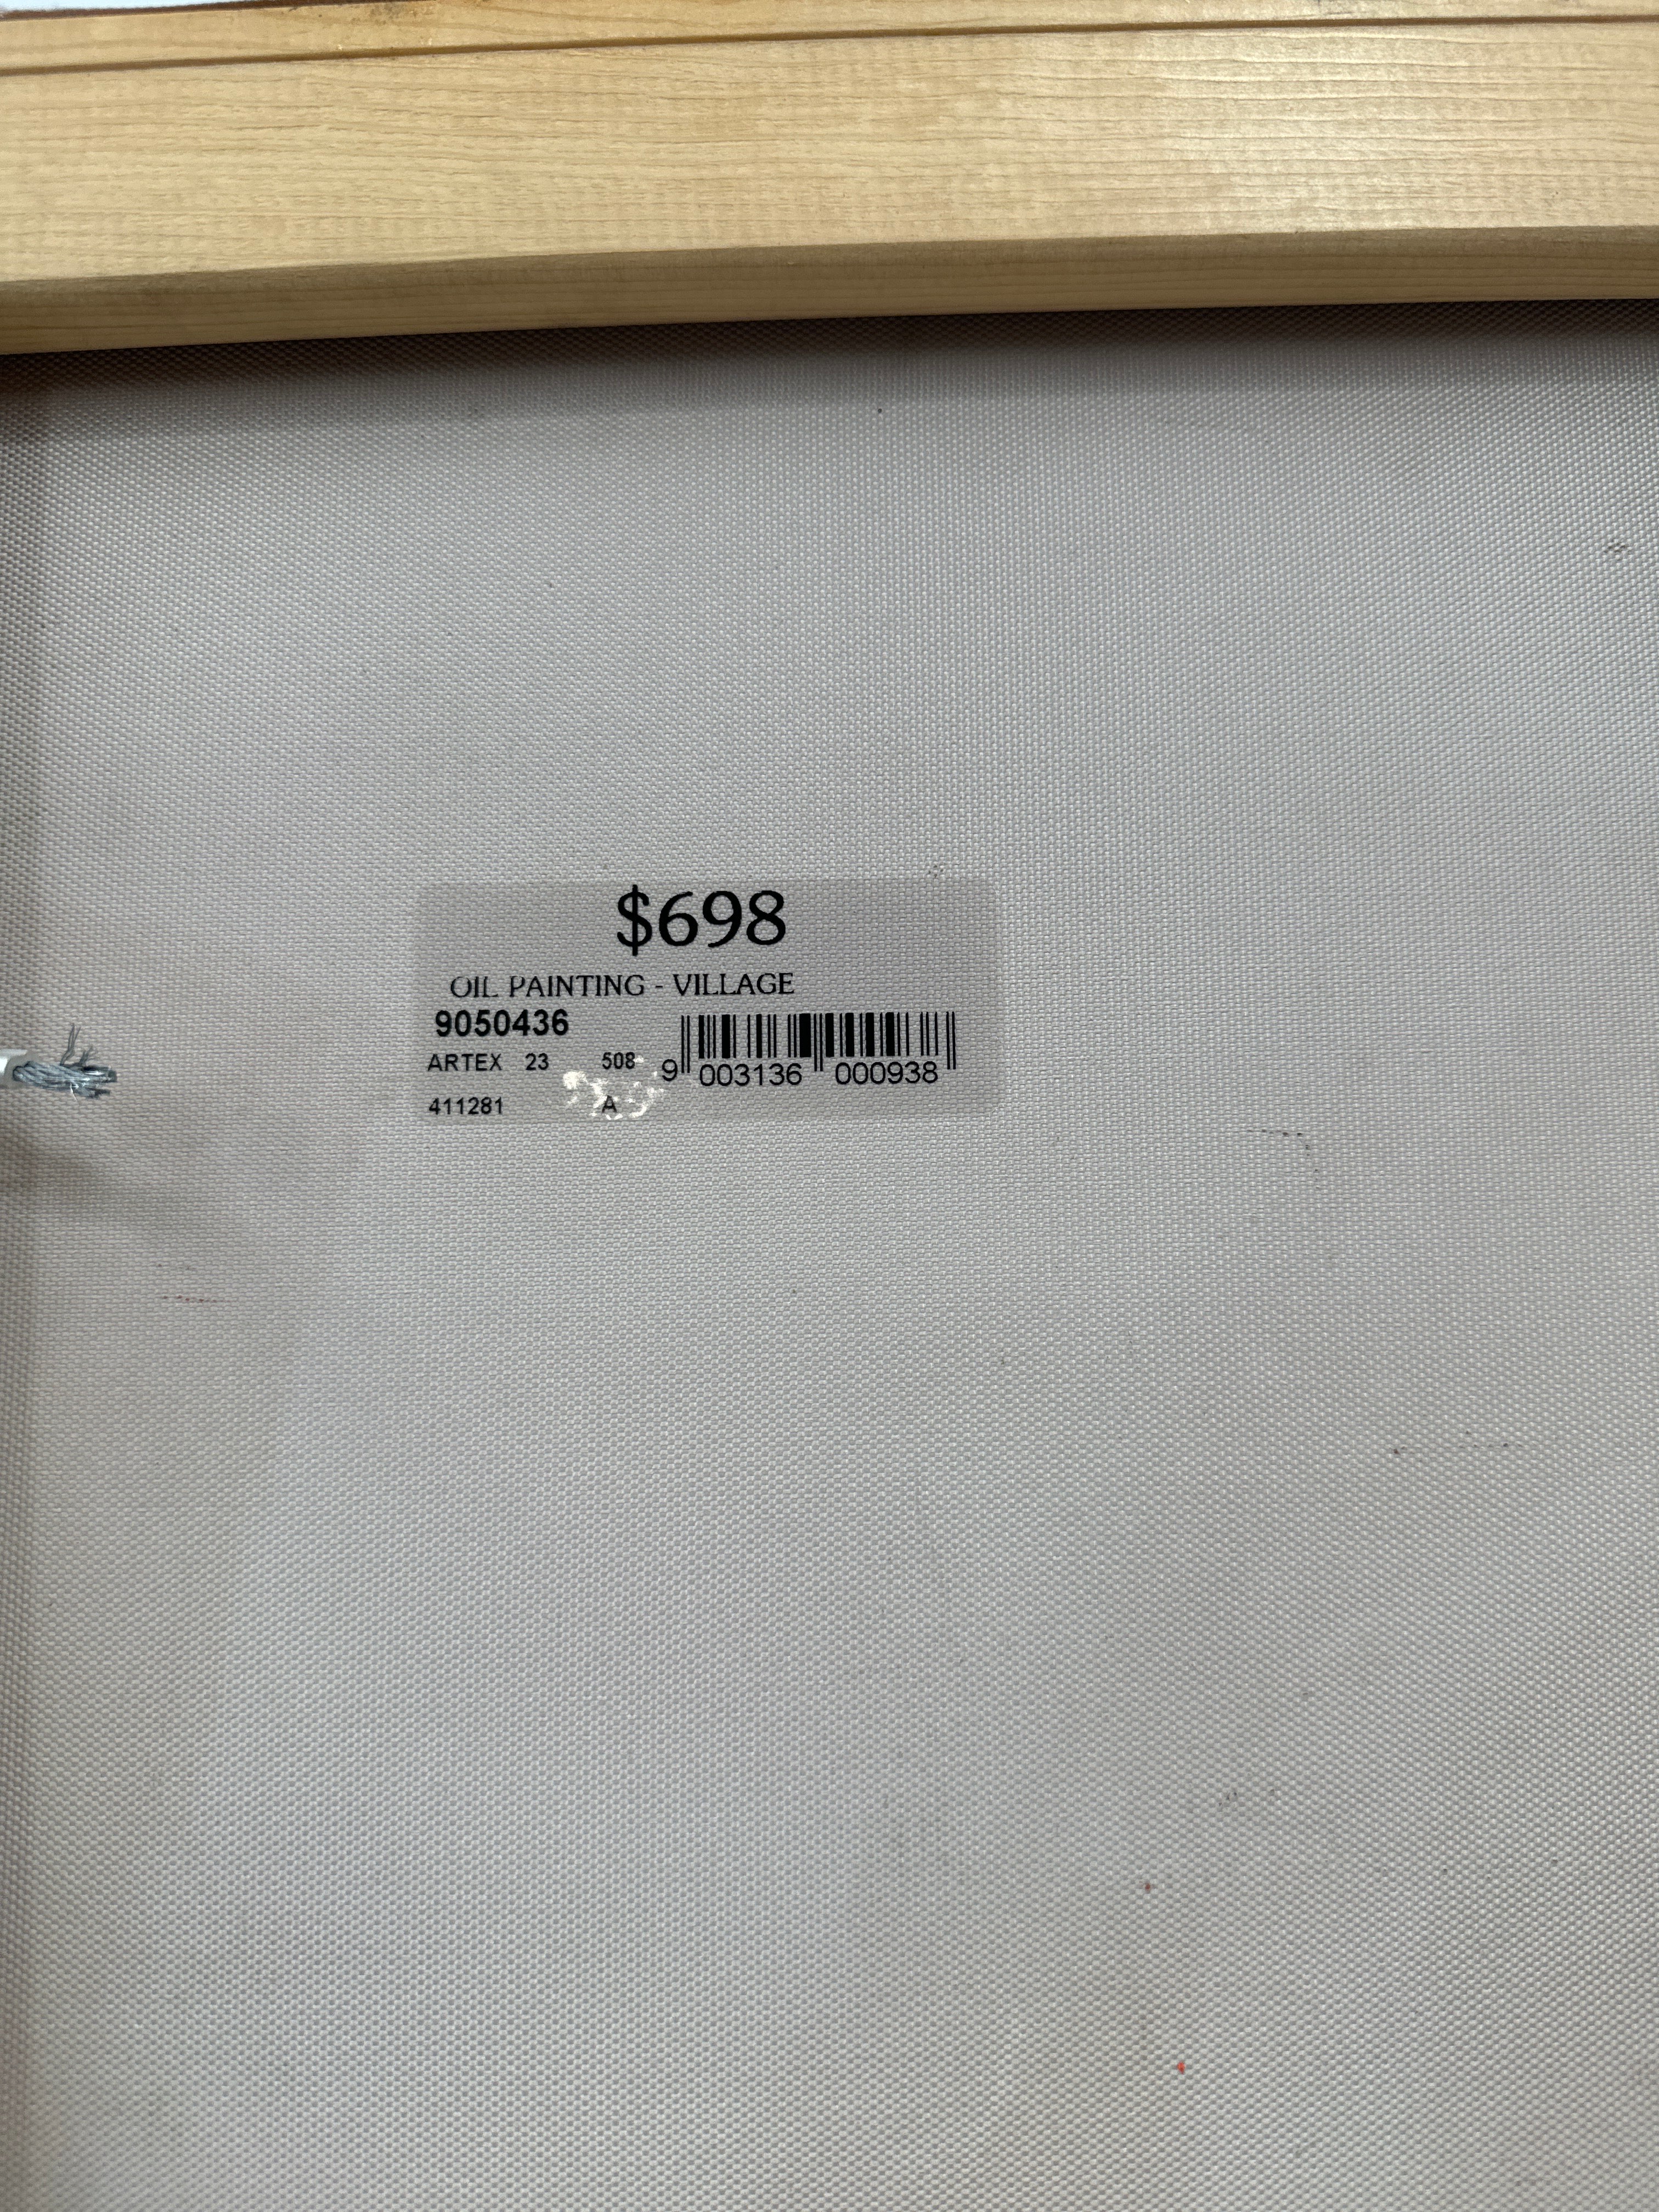 $698
OIL PAINTING - VILLAGE
9050436
ARTEX 23 508
411281 A
9 003136 000938